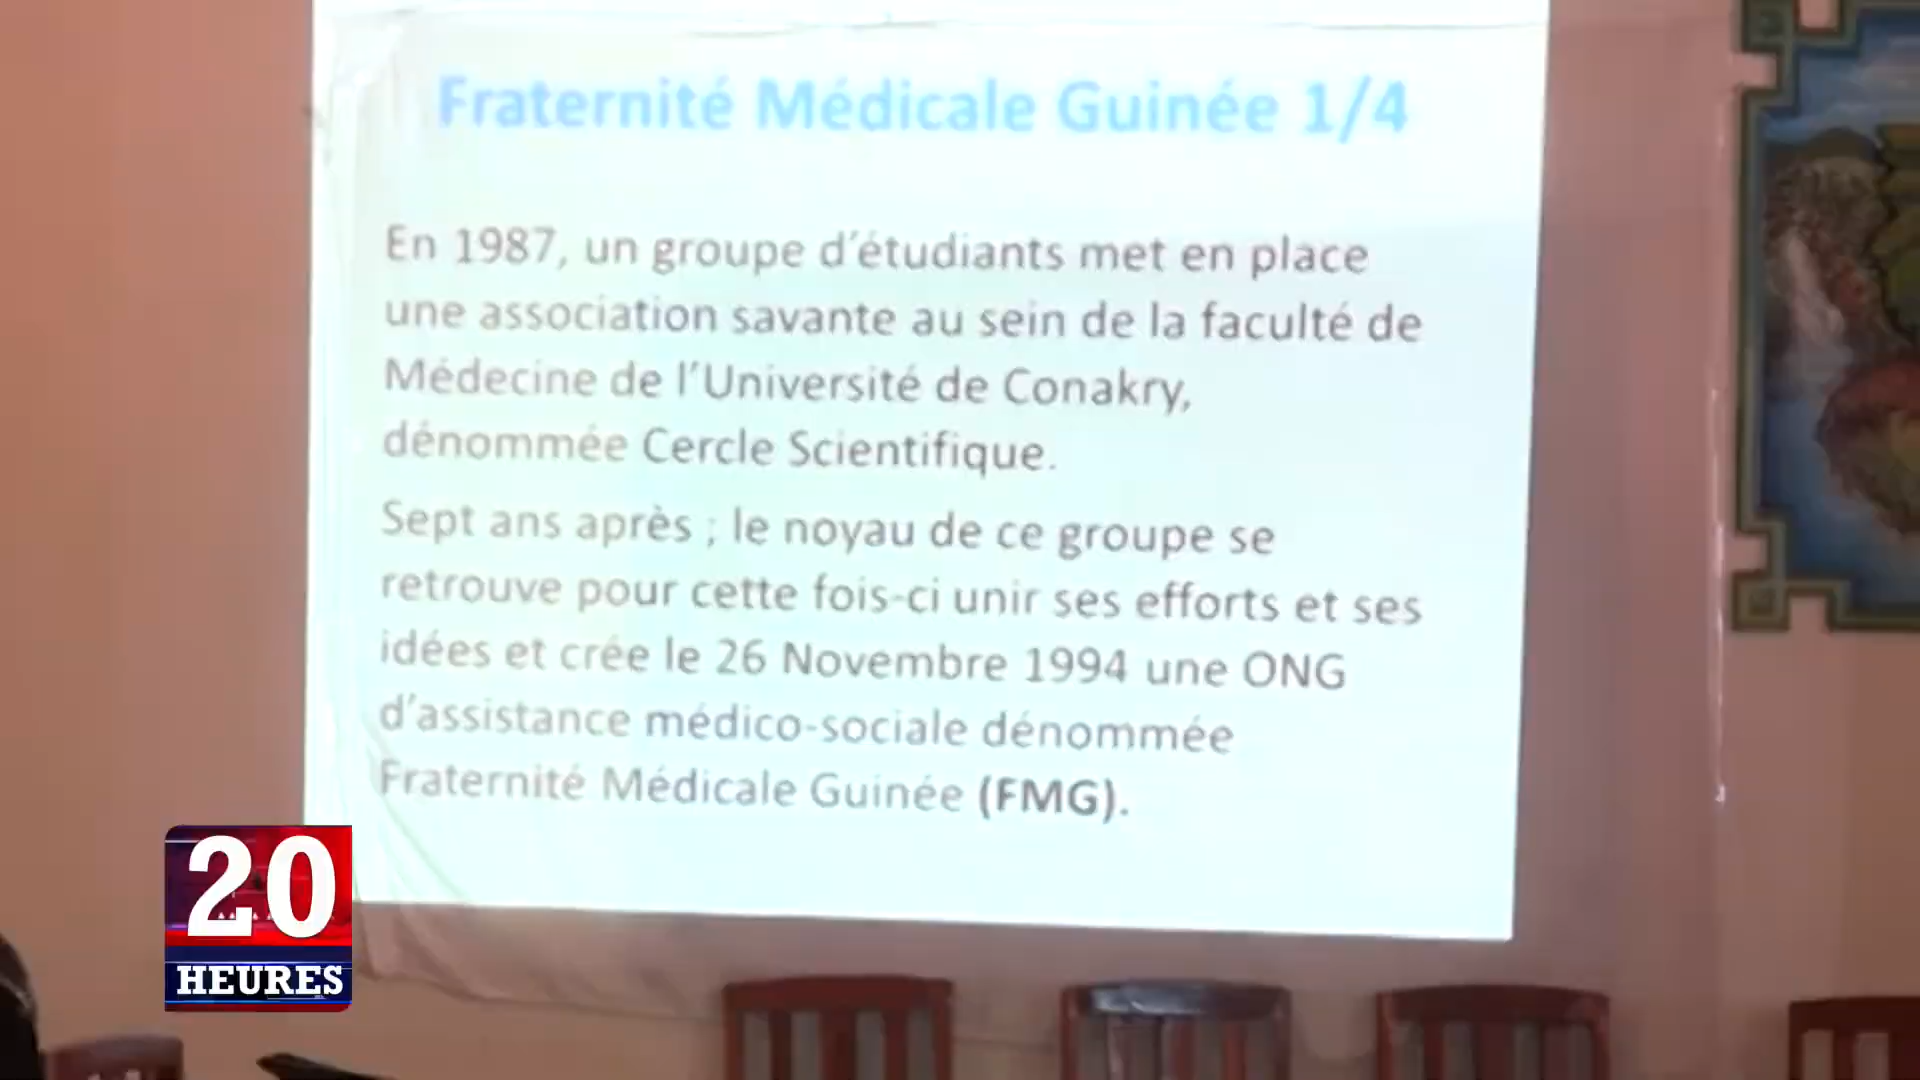 Fraternité Médicale Guinée 1/4
En 1987, un groupe d'étudiants met en place
une association savante au sein de la faculté de
Médecine de l'Université de Conakry,
dénommée Cercle Scientifique.
Sept ans après ; le noyau de ce groupe se
retrouve pour cette fois-ci unir ses efforts et ses
idées et crée le 26 Novembre 1994 une ONG
d'assistance médico-sociale dénommée
Fraternité Médicale Guinée (FMG).
20
HEURES